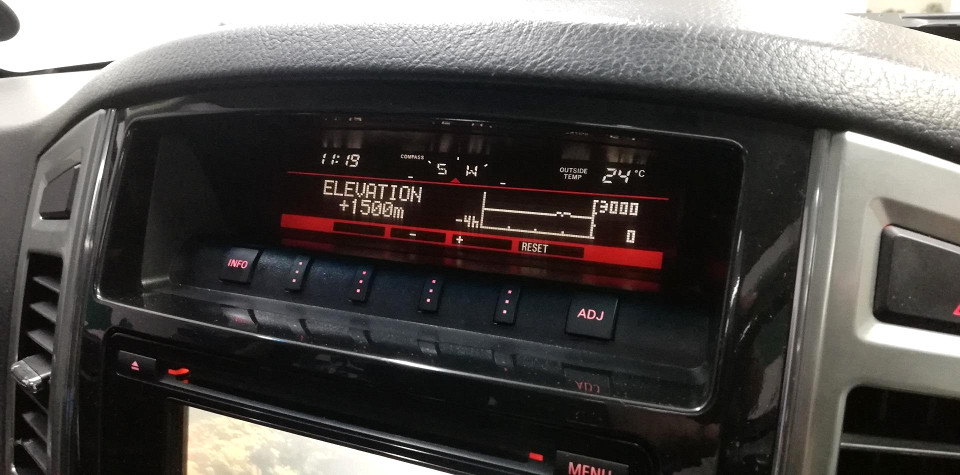 11:19
COMPASS
S W
OUTSIDE
TEMP
24°C
ELEVATION
+1500m
-4h
3000
0
- + RESET
INFO
ADJ
MENU